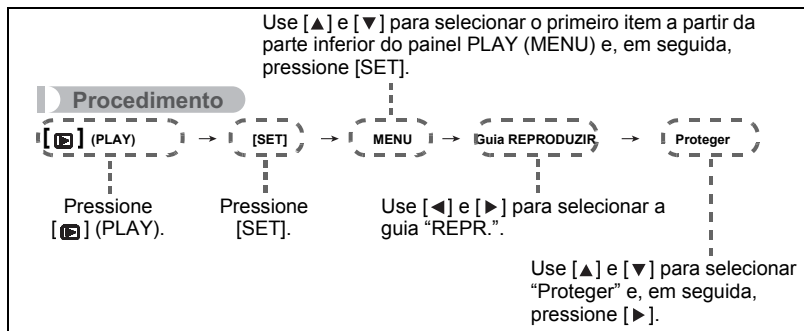 Use [▲] e [▼] para selecionar o primeiro item a partir da
parte inferior do painel PLAY (MENU) e, em seguida,
pressione [SET].
Procedimento
[▶] (PLAY) → [SET] → MENU → Guia REPRODUZIR → Proteger
Pressione
[▶] (PLAY).
Pressione
[SET].
Use [◀] e [▶] para selecionar a
guia “REPR.”.
Use [▲] e [▼] para selecionar
“Proteger” e, em seguida,
pressione [▶].